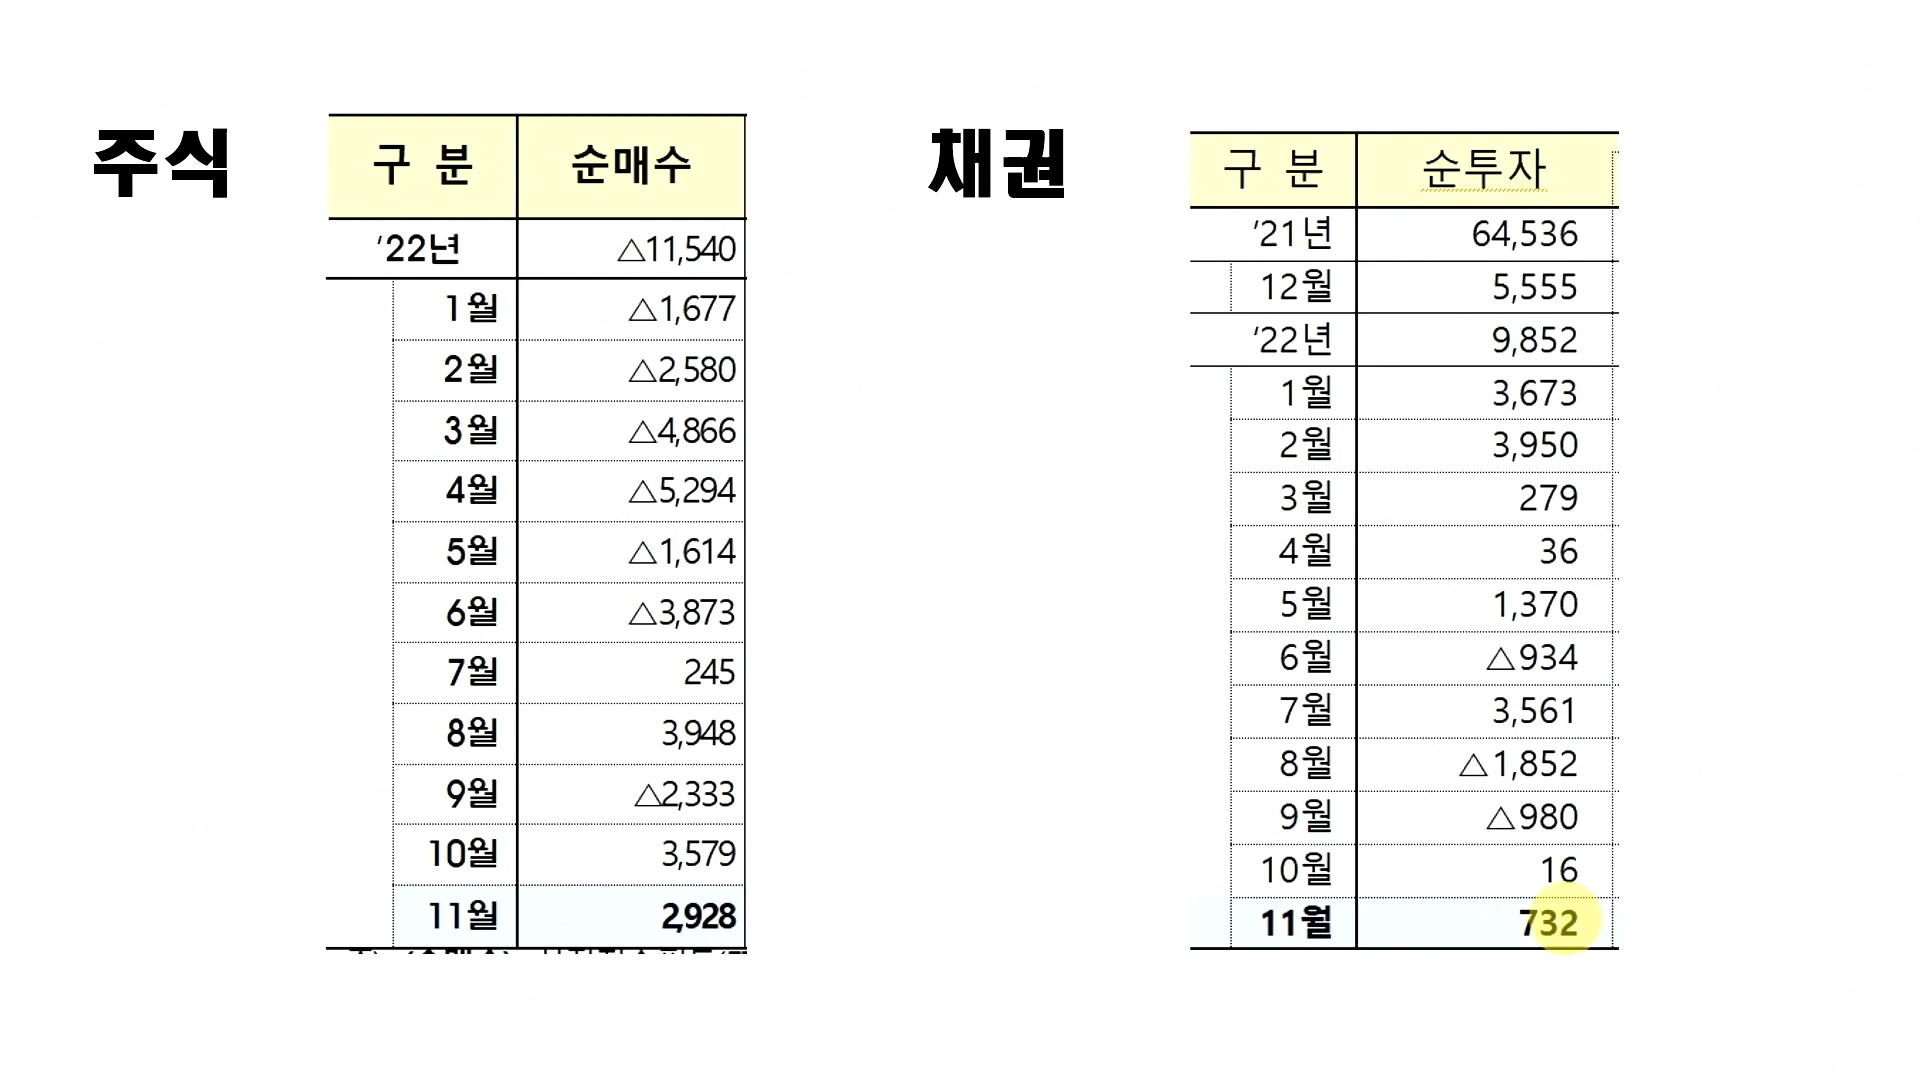 주식
구 분 순매수
'22년 △11,540
1월 △1,677
2월 △2,580
3월 △4,866
4월 △5,294
5월 △1,614
6월 △3,873
7월 245
8월 3,948
9월 △2,333
10월 3,579
11월 2,928
채권
구 분 순투자
'21년 64,536
12월 5,555
'22년 9,852
1월 3,673
2월 3,950
3월 279
4월 36
5월 1,370
6월 △934
7월 3,561
8월 △1,852
9월 △980
10월 16
11월 732